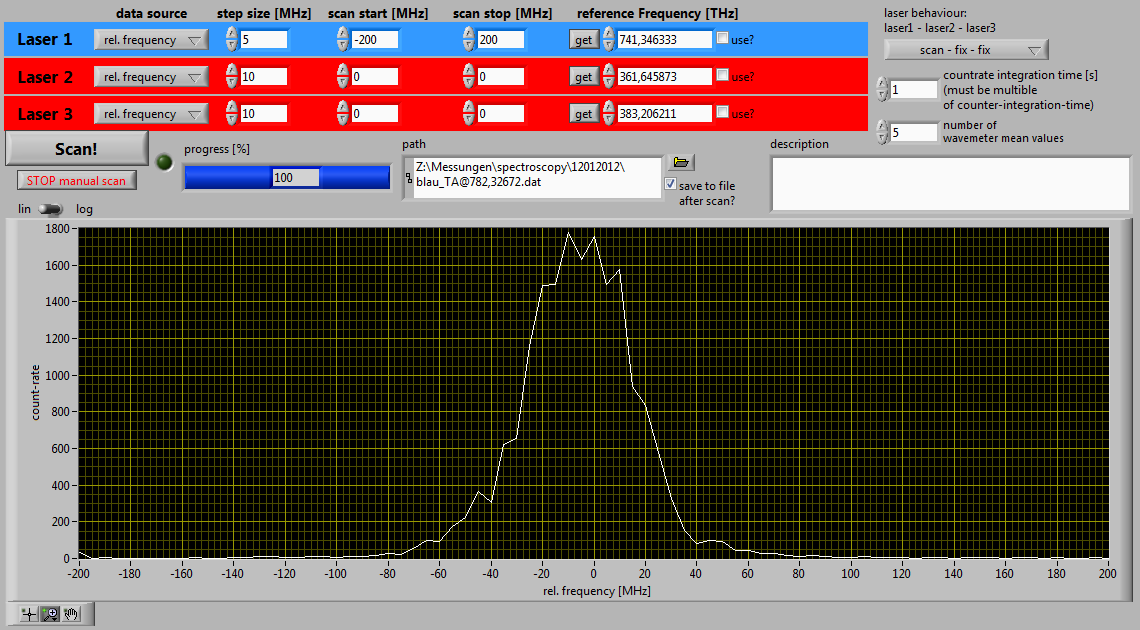 data source step size [MHz] scan start [MHz] scan stop [MHz] reference Frequency [THz]
Laser 1 rel. frequency 5 -200 200 get 741,346333 use?
Laser 2 rel. frequency 10 0 0 get 361,645873 use?
Laser 3 rel. frequency 10 0 0 get 383,206211 use?
laser behaviour:
laser1 - laser2 - laser3
scan - fix - fix
1 countrate integration time [s]
(must be multible
of counter-integration-time)
5 number of
wavemeter mean values
Scan!
STOP manual scan
progress [%]
100
path
Z:\Messungen\spectroscopy\12012012\
blau_TA@782,32672.dat
save to file
after scan?
description
lin log
count-rate
1800
1600
1400
1200
1000
800
600
400
200
0
-200 -180 -160 -140 -120 -100 -80 -60 -40 -20 0 20 40 60 80 100 120 140 160 180 200
rel. frequency [MHz]